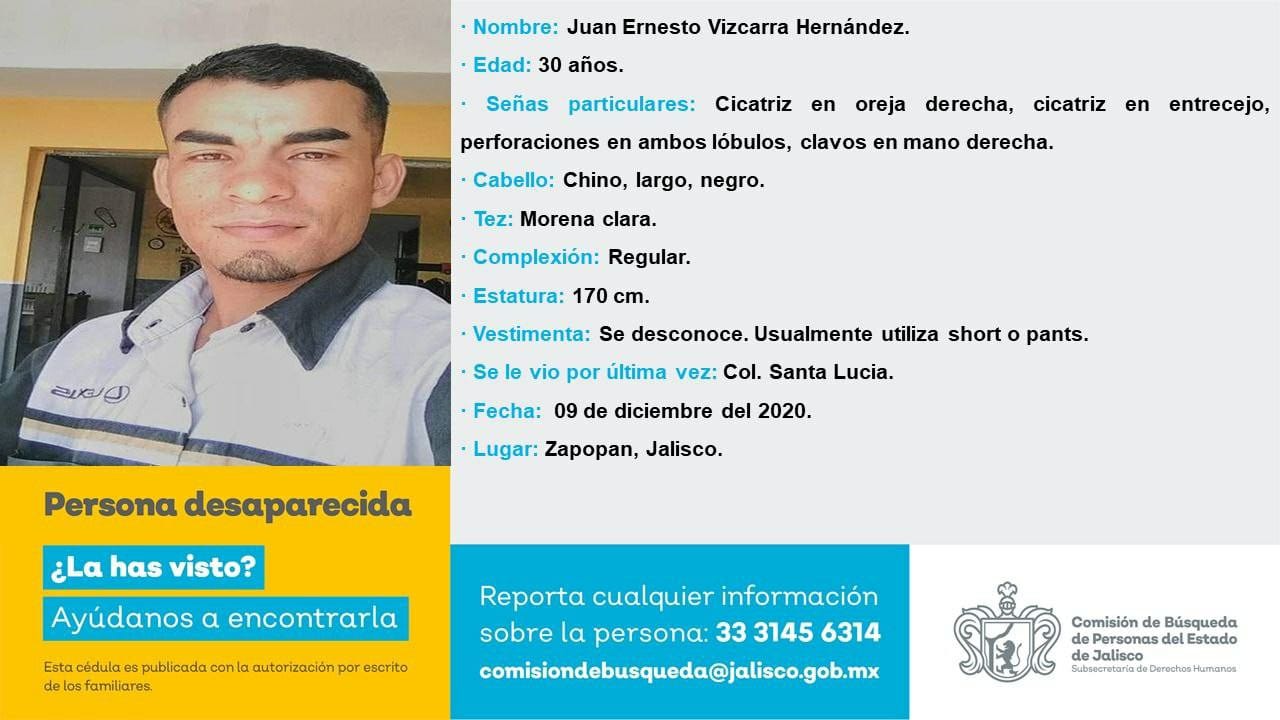 · Nombre: Juan Ernesto Vizcarra Hernández.
· Edad: 30 años.
· Señas particulares: Cicatriz en oreja derecha, cicatriz en entrecejo,
perforaciones en ambos lóbulos, clavos en mano derecha.
· Cabello: Chino, largo, negro.
· Tez: Morena clara.
· Complexión: Regular.
· Estatura: 170 cm.
· Vestimenta: Se desconoce. Usualmente utiliza short o pants.
· Se le vio por última vez: Col. Santa Lucia.
· Fecha: 09 de diciembre del 2020.
· Lugar: Zapopan, Jalisco.
Persona desaparecida
¿La has visto?
Ayúdanos a encontrarla
Esta cédula es publicada con la autorización por escrito
de los familiares.
Reporta cualquier información
sobre la persona: 33 3145 6314
comisiondebusqueda@jalisco.gob.mx
Comisión de Búsqueda
de Personas del Estado
de Jalisco
Subsecretaría de Derechos Humanos